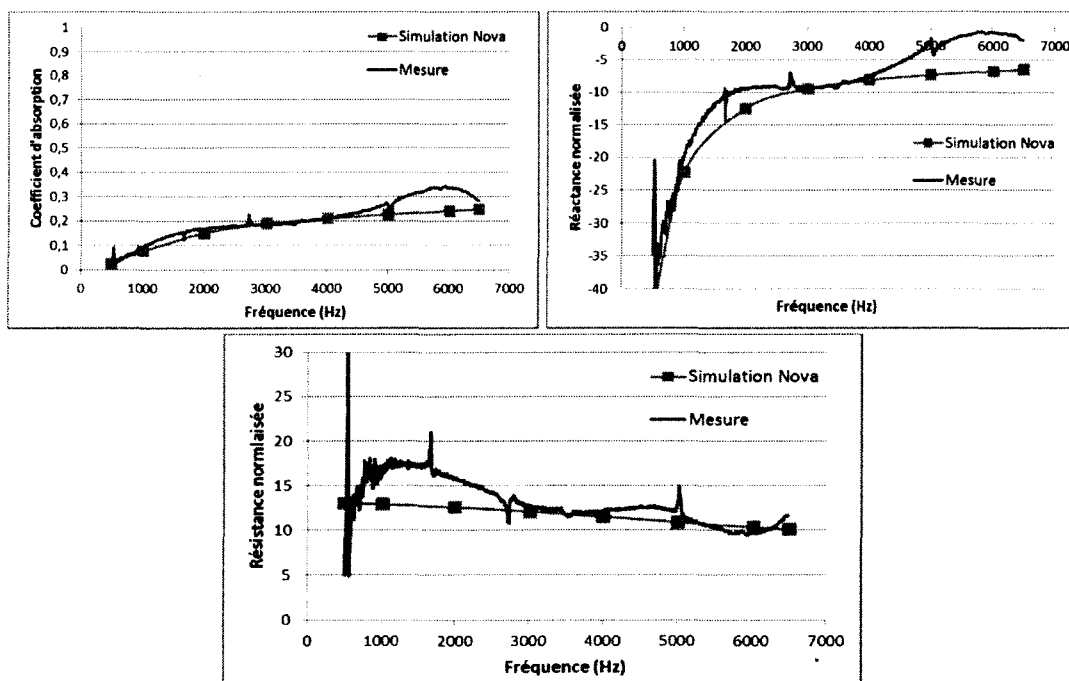 Coefficient d'absorption
1
0,9
0,8
0,7
0,6
0,5
0,4
0,3
0,2
0,1
0
0 1000 2000 3000 4000 5000 6000 7000
Fréquence (Hz)
Simulation Nova
Mesure
Réactance normalisée
0
-5
-10
-15
-20
-25
-30
-35
-40
0 1000 2000 3000 4000 5000 6000 7000
Fréquence (Hz)
Simulation Nova
Mesure
Résistance normlaisée
30
25
20
15
10
5
0
0 1000 2000 3000 4000 5000 6000 7000
Fréquence (Hz)
Simulation Nova
Mesure